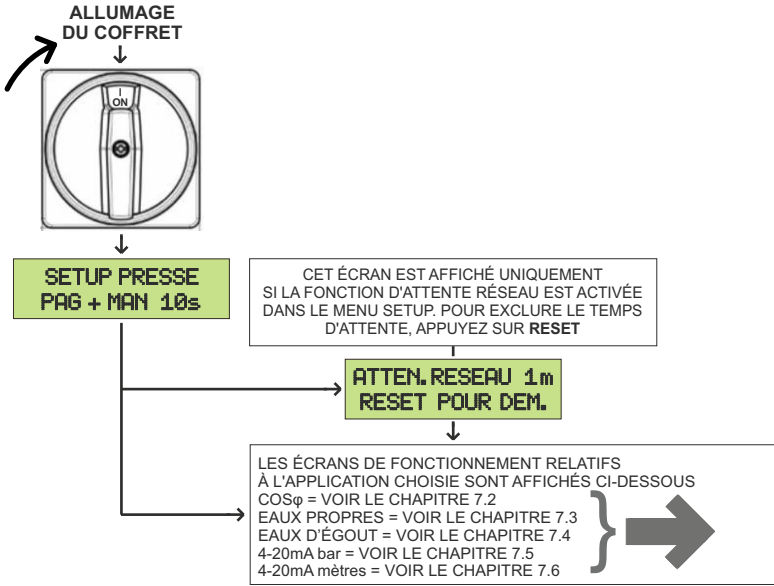 ALLUMAGE
DU COFFRET
I
ON
SETUP PRESSE
PAG + MAN 10s
CET ÉCRAN EST AFFICHÉ UNIQUEMENT
SI LA FONCTION D'ATTENTE RÉSEAU EST ACTIVÉE
DANS LE MENU SETUP. POUR EXCLURE LE TEMPS
D'ATTENTE, APPUYEZ SUR RESET
ATTEN.RESEAU 1m
RESET POUR DEM.
LES ÉCRANS DE FONCTIONNEMENT RELATIFS
À L'APPLICATION CHOISIE SONT AFFICHÉS CI-DESSOUS
COSφ = VOIR LE CHAPITRE 7.2
EAUX PROPRES = VOIR LE CHAPITRE 7.3
EAUX D'ÉGOUT = VOIR LE CHAPITRE 7.4
4-20mA bar = VOIR LE CHAPITRE 7.5
4-20mA mètres = VOIR LE CHAPITRE 7.6